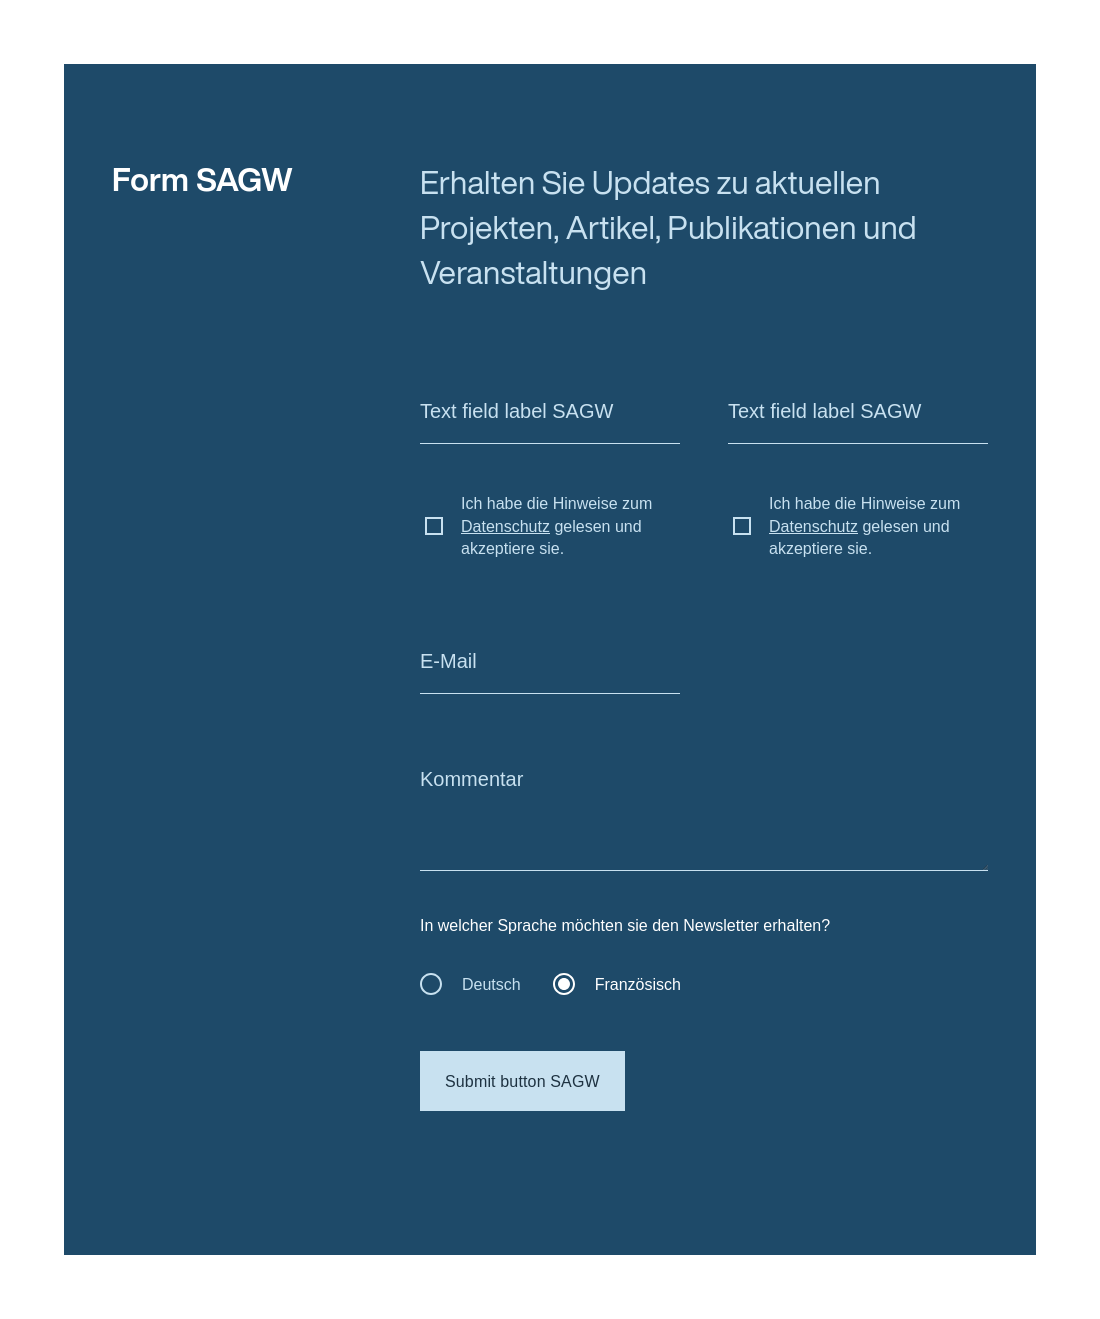 Form SAGW
Erhalten Sie Updates zu aktuellen
Projekten, Artikel, Publikationen und
Veranstaltungen
Text field label SAGW
Text field label SAGW
Ich habe die Hinweise zum
Datenschutz gelesen und
akzeptiere sie.
Ich habe die Hinweise zum
Datenschutz gelesen und
akzeptiere sie.
E-Mail
Kommentar
In welcher Sprache möchten sie den Newsletter erhalten?
Deutsch
Französisch
Submit button SAGW